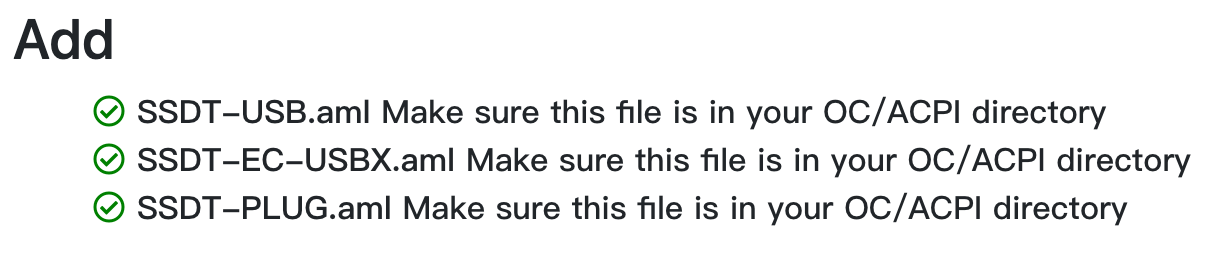 Add
SSDT-USB.aml Make sure this file is in your OC/ACPI directory
SSDT-EC-USBX.aml Make sure this file is in your OC/ACPI directory
SSDT-PLUG.aml Make sure this file is in your OC/ACPI directory